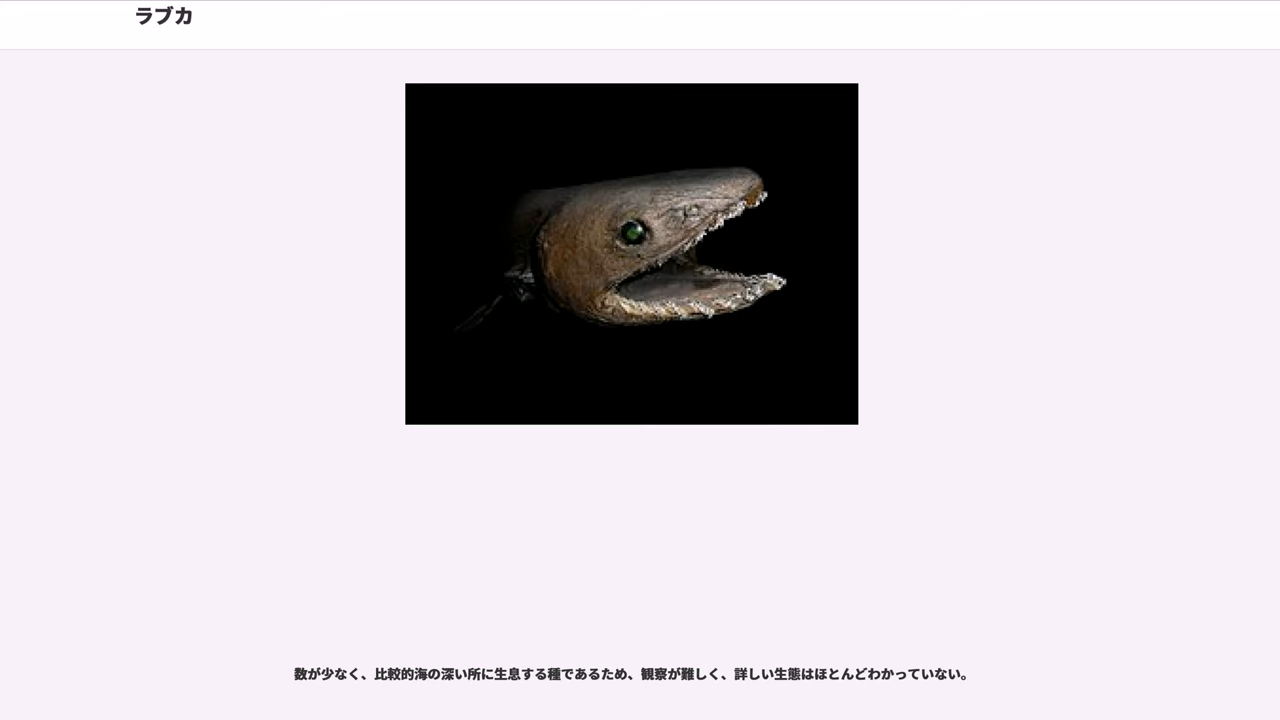 ラブカ
数が少なく、比較的海の深い所に生息する種であるため、観察が難しく、詳しい生態はほとんどわかっていない。